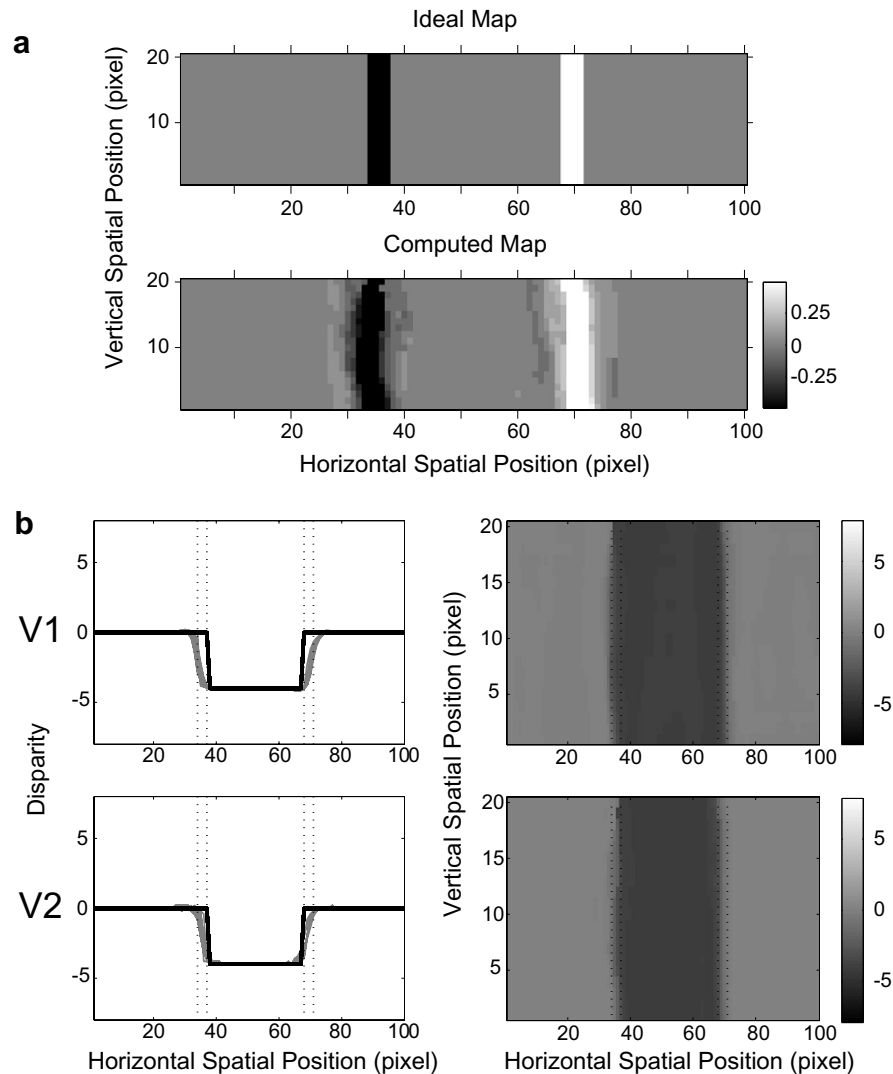 a
Ideal Map
Vertical Spatial Position (pixel)
20
10
20 40 60 80 100
Computed Map
20
10
20 40 60 80 100
0.25
0
-0.25
Horizontal Spatial Position (pixel)
b
V1
Disparity
5
0
-5
20 40 60 80 100
Vertical Spatial Position (pixel)
20
15
10
5
20 40 60 80 100
5
0
-5
V2
5
0
-5
20 40 60 80 100
Horizontal Spatial Position (pixel)
20
15
10
5
20 40 60 80 100
Horizontal Spatial Position (pixel)
5
0
-5